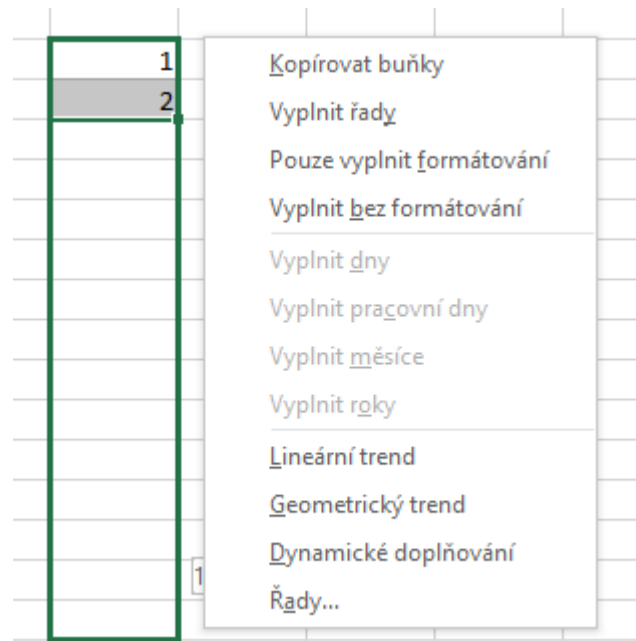 1
2
Kopírovat buňky
Vyplnit řady
Pouze vyplnit formátování
Vyplnit bez formátování
Vyplnit dny
Vyplnit pracovní dny
Vyplnit měsíce
Vyplnit roky
Lineární trend
Geometrický trend
Dynamické doplňování
1
Řady...